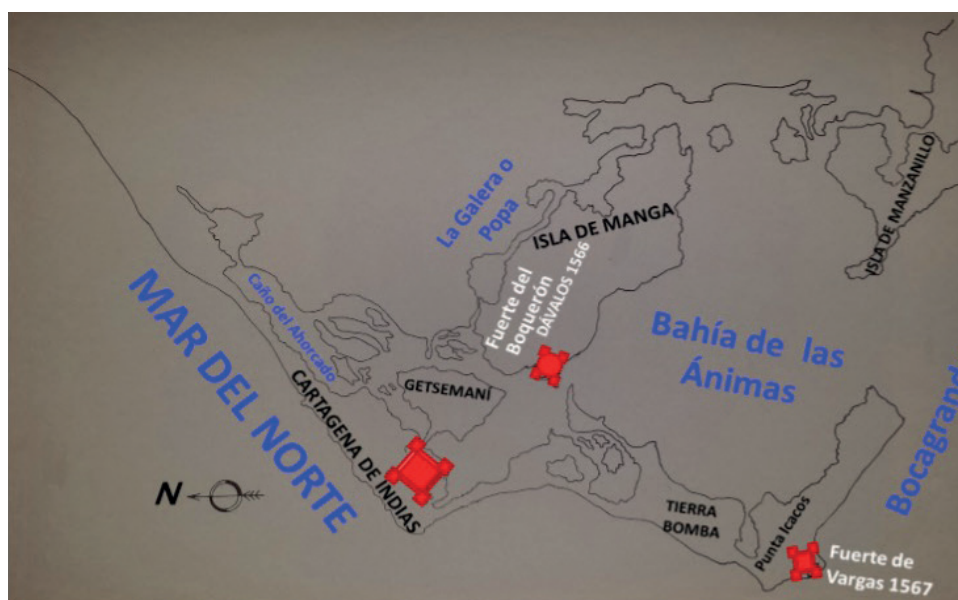 La Galera o
Popa
ISLA DE MANGA
ISLA DE MANZANILLO
Fuerte del
Boquerón
DÁVALOS 1566
Caño del Ahorcado
MAR DEL NORTE
Bahía de las
Ánimas
GETSEMANÍ
CARTAGENA DE INDIAS
Bocagrand
N
TIERRA
BOMBA
Punta Icacos
Fuerte de
Vargas 1567